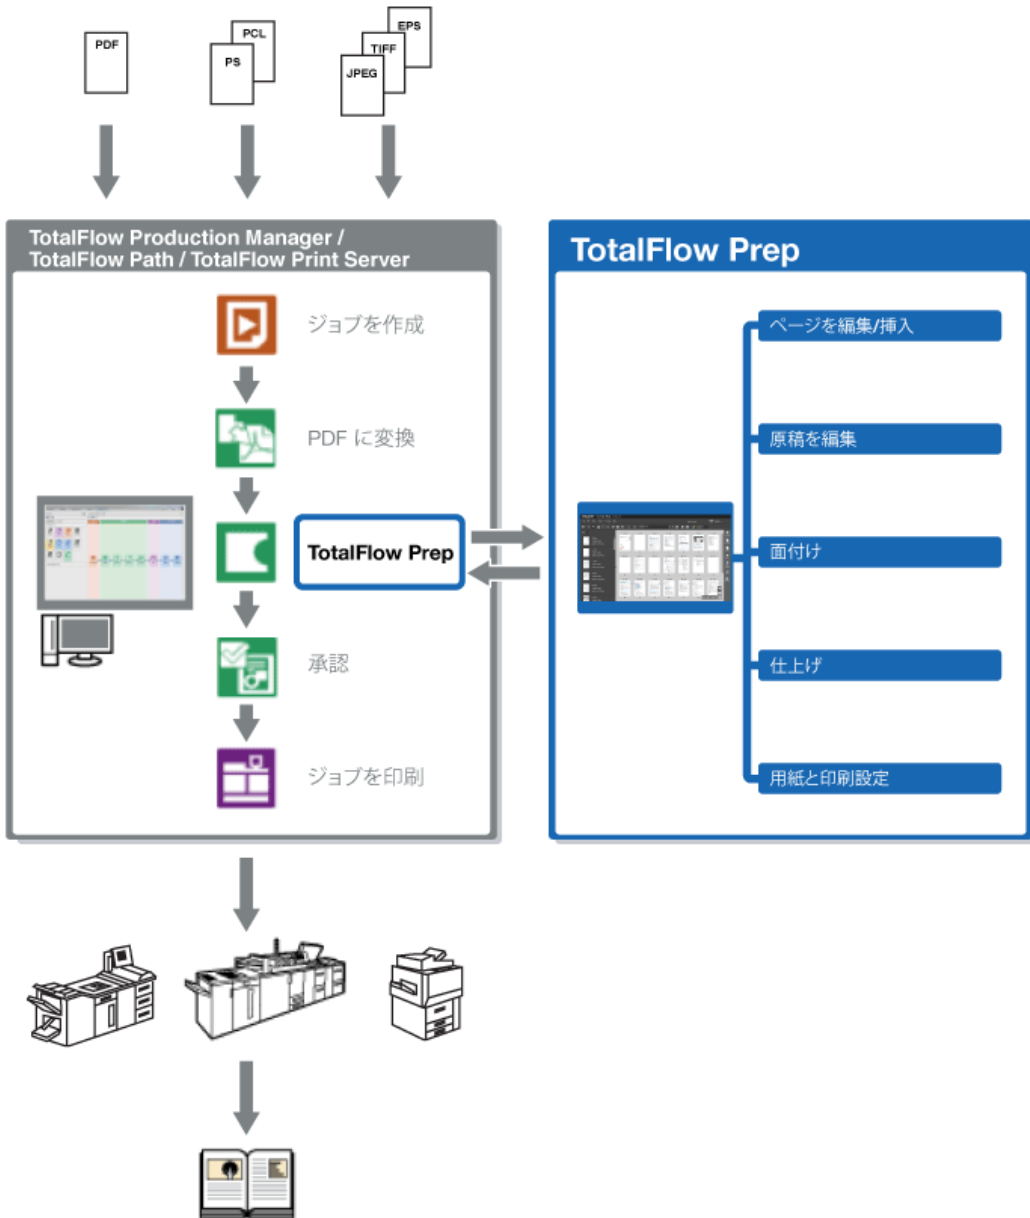 PDF
PCL
PS
EPS
TIFF
JPEG
TotalFlow Production Manager /
TotalFlow Path / TotalFlow Print Server
ジョブを作成
PDF に変換
TotalFlow Prep
承認
ジョブを印刷
TotalFlow Prep
ページを編集/挿入
原稿を編集
面付け
仕上げ
用紙と印刷設定